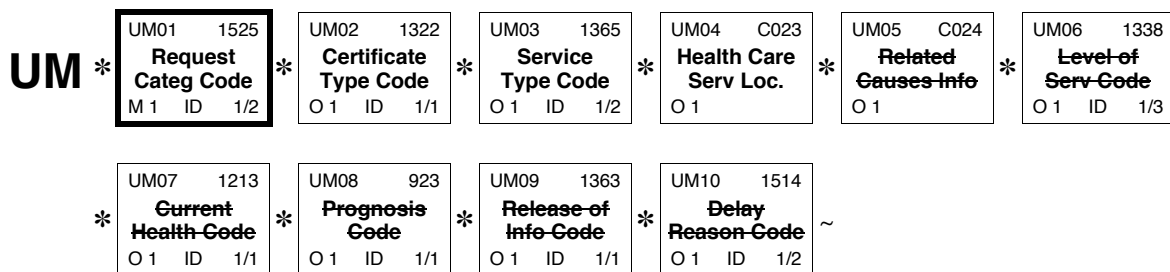 UM01 1525 UM02 1322 UM03 1365 UM04 C023 UM05 C024 UM06 1338
UM * Request Categ Code * Certificate Type Code * Service Type Code * Health Care Serv Loc. * Related Causes Info * Level of Serv Code
M 1 ID 1/2 O 1 ID 1/1 O 1 ID 1/2 O 1 O 1 O 1 ID 1/3
UM07 1213 UM08 923 UM09 1363 UM10 1514
* Current Health Code * Prognosis Code * Release of Info Code * Delay Reason Code ~
O 1 ID 1/1 O 1 ID 1/1 O 1 ID 1/1 O 1 ID 1/2